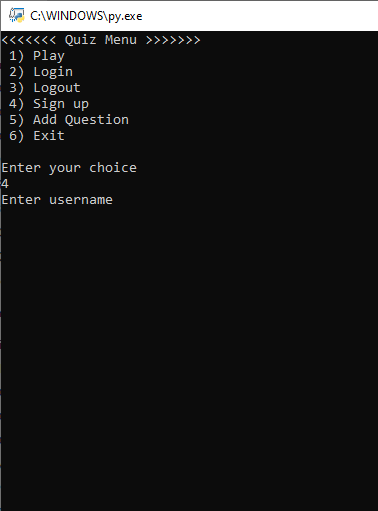 C:\WINDOWS\py.exe
<<<<<<< Quiz Menu >>>>>>>
1) Play
2) Login
3) Logout
4) Sign up
5) Add Question
6) Exit
Enter your choice
4
Enter username